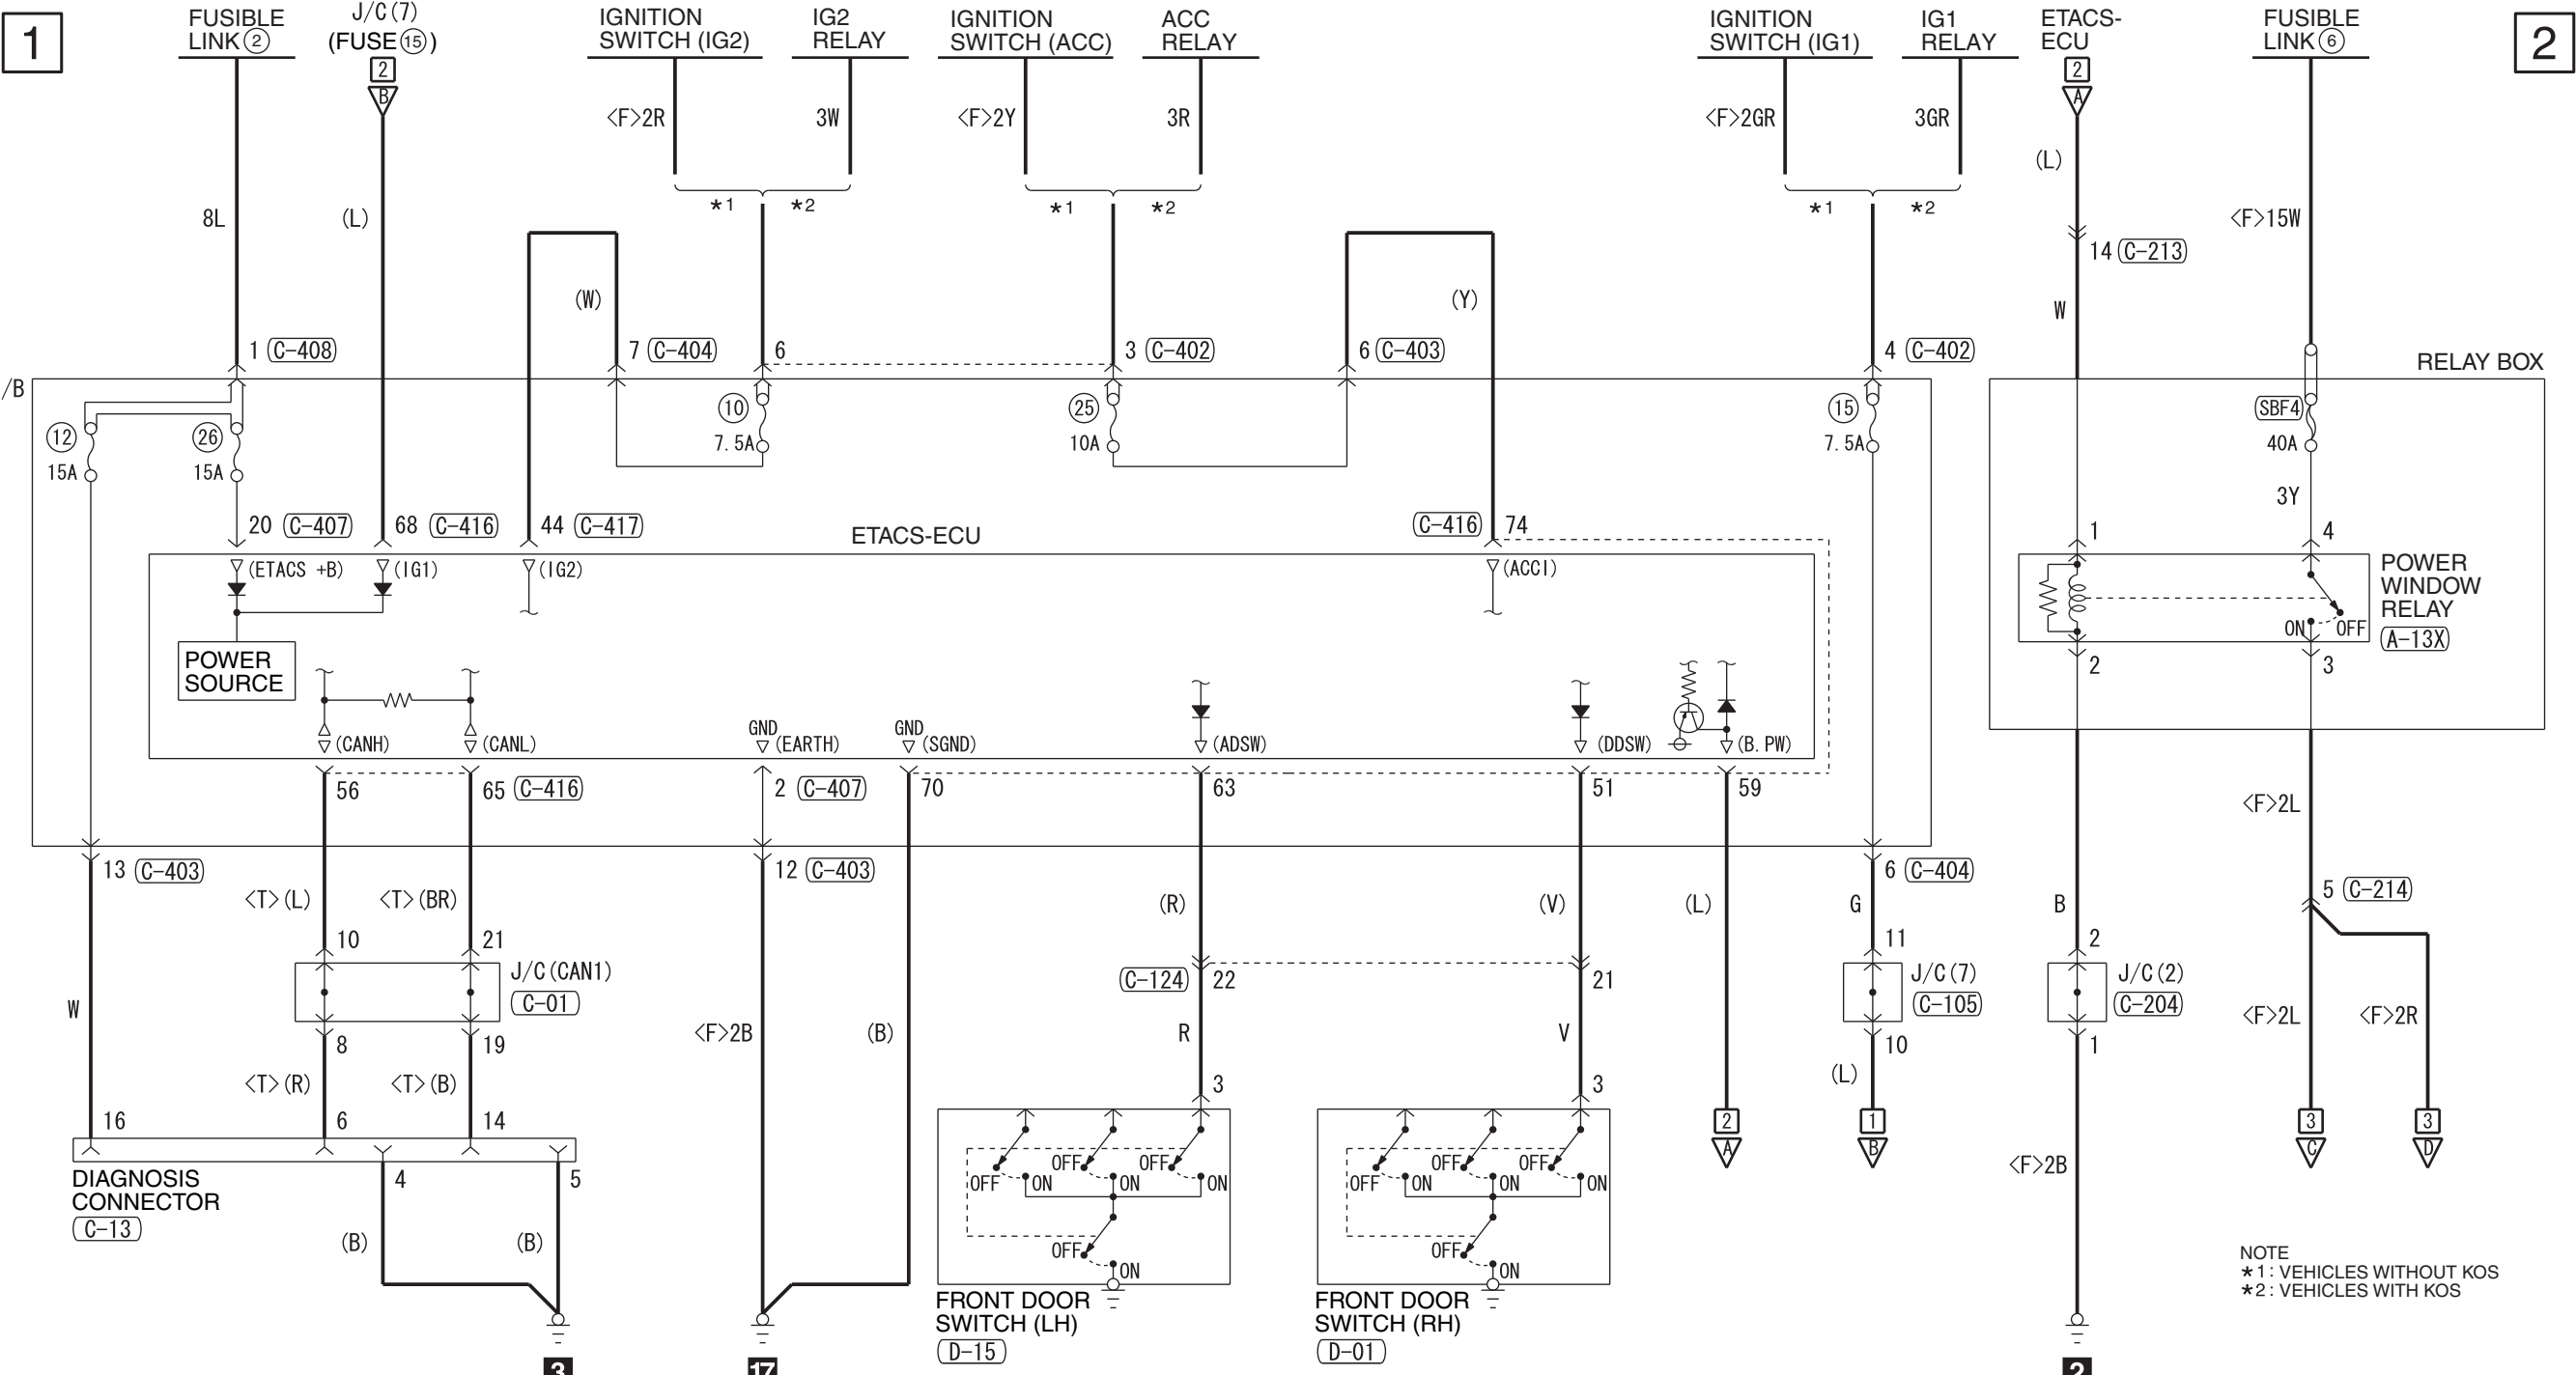 1
FUSIBLE
LINK②
J/C(7)
(FUSE⑮)
2
B
IGNITION
SWITCH (IG2)
IG2
RELAY
IGNITION
SWITCH (ACC)
ACC
RELAY
IGNITION
SWITCH (IG1)
IG1
RELAY
ETACS-
ECU
2
A
FUSIBLE
LINK⑥
2
<F>2R
3W
<F>2Y
3R
<F>2GR
3GR
(L)
8L
(L)
*1
*2
*1
*2
*1
*2
<F>15W
14 C-213
(W)
(Y)
W
1 C-408
7 C-404
6
3 C-402
6 C-403
4 C-402
RELAY BOX
/B
12
15A
26
15A
10
7.5A
25
10A
15
7.5A
SBF4
40A
3Y
20 C-407
68 C-416
44 C-417
ETACS-ECU
C-416 74
1
4
(ETACS +B)
(IG1)
(IG2)
(ACCI)
POWER
WINDOW
RELAY
A-13X
ON
OFF
2
3
POWER
SOURCE
(CANH)
(CANL)
GND
(EARTH)
GND
(SGND)
(ADSW)
(DDSW)
(B.PW)
56
65 C-416
2 C-407
70
63
51
59
<F>2L
13 C-403
12 C-403
6 C-404
5 C-214
<T>(L)
<T>(BR)
(R)
(V)
(L)
G
B
10
21
11
2
J/C(CAN1)
C-01
C-124 22
21
J/C(7)
C-105
J/C(2)
C-204
W
<F>2B
(B)
R
V
<F>2L
<F>2R
8
19
10
1
<T>(R)
<T>(B)
(L)
3
3
16
6
14
2
A
1
B
3
C
3
D
DIAGNOSIS
CONNECTOR
C-13
4
5
OFF
OFF
OFF
ON
ON
ON
OFF
OFF
OFF
ON
ON
ON
<F>2B
(B)
(B)
OFF
ON
OFF
ON
NOTE
*1: VEHICLES WITHOUT KOS
*2: VEHICLES WITH KOS
FRONT DOOR
SWITCH (LH)
D-15
FRONT DOOR
SWITCH (RH)
D-01
3
17
2